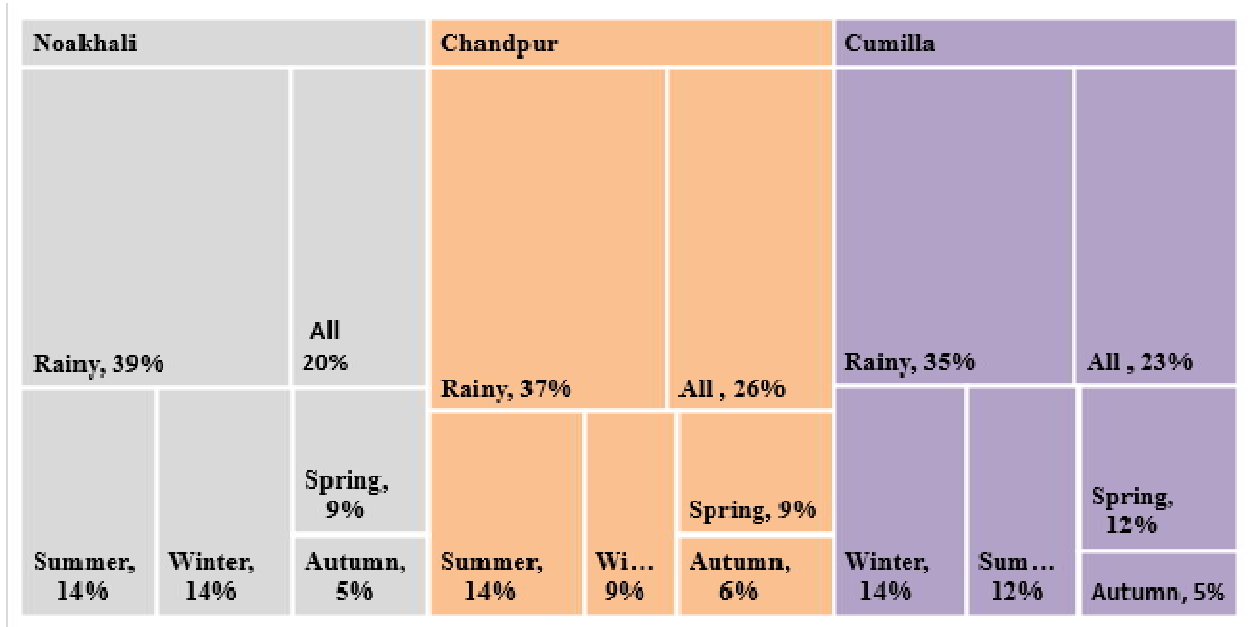 Noakhali
Rainy, 39%
All
20%
Summer,
14%
Winter,
14%
Spring,
9%
Autumn,
5%
Chandpur
Rainy, 37%
All , 26%
Summer,
14%
Wi...
9%
Spring, 9%
Autumn,
6%
Cumilla
Rainy, 35%
All , 23%
Winter,
14%
Sum...
12%
Spring,
12%
Autumn, 5%